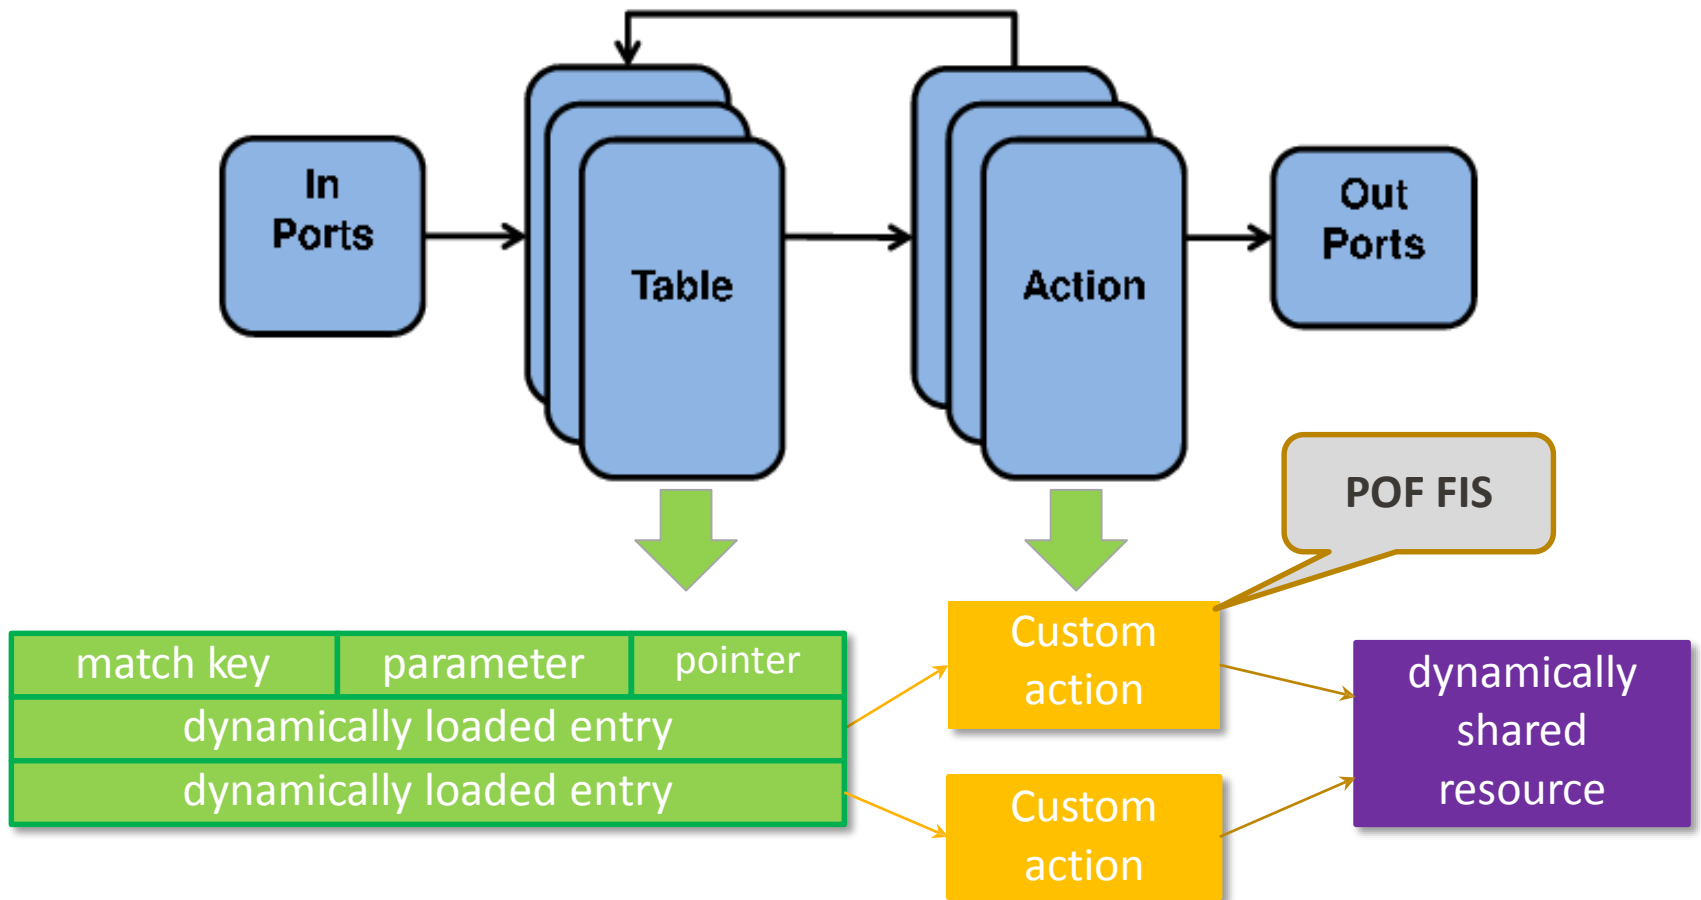 In
Ports
Table
Action
Out
Ports
POF FIS
match key
parameter
pointer
dynamically loaded entry
dynamically loaded entry
Custom
action
Custom
action
dynamically
shared
resource